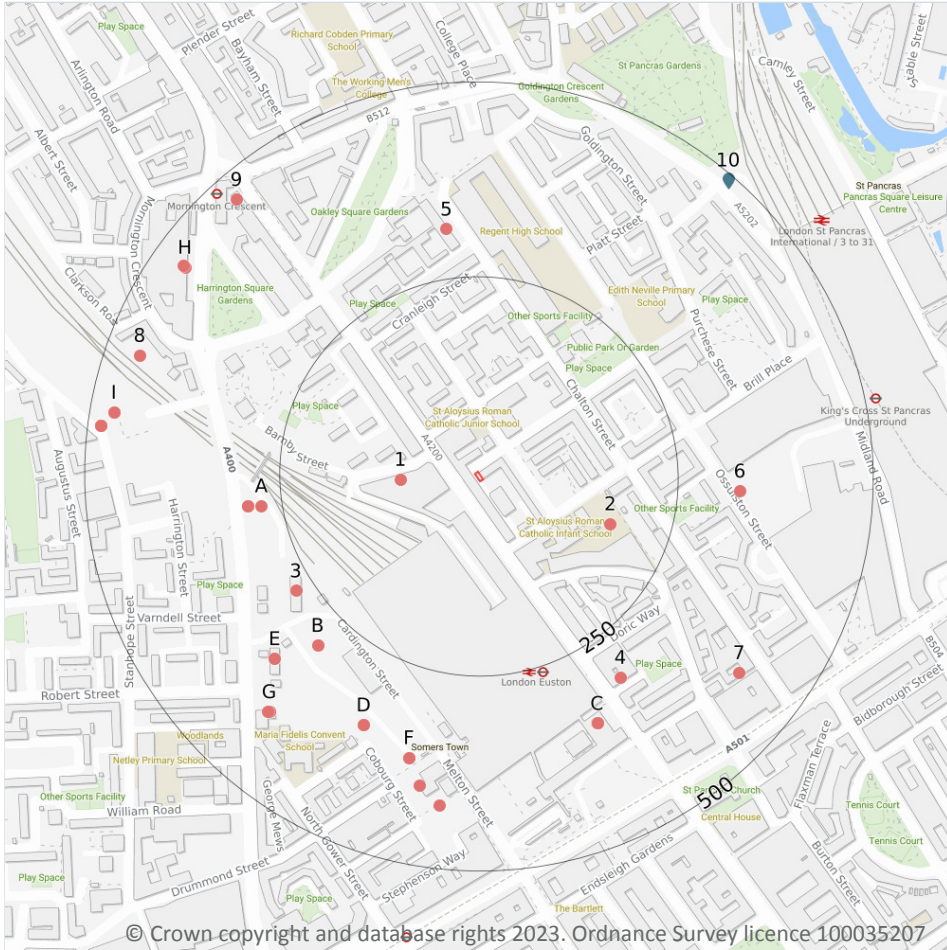 Plender Street
Play Space
Richard Cobden Primary
School
College Place
St Pancras Gardens
Camley Street
Arlington Road
Bayham Street
The Working Men's
College
Goldington Crescent
Gardens
B512
Albert Street
Goldington Street
10
9
Mornington Crescent
Oakley Square Gardens
5
Regent High School
Platt Street
A5202
St Pancras
Pancras Square Leisure
Centre
London St Pancras
International / 3 to 31
Mornington Crescent
H
Clarkson Row
Harrington Square
Gardens
Play Space
Cranleigh Street
Edith Neville Primary
School
Play Space
Other Sports Facility
Purchese Street
8
Public Park Or Garden
Play Space
Brill Place
I
Play Space
St Aloysius Roman
Catholic Junior School
Chalton Street
King's Cross St Pancras
Underground
Barnby Street
A4200
A400
1
6
Midland Road
Augustus Street
A
Harrington Street
2
St Aloysius Roman
Catholic Infant School
Other Sports Facility
Ossulston Street
3
Play Space
Varndell Street
Stanhope Street
B
Cardington Street
250
Doric Way
E
4
Play Space
7
B504
London Euston
Robert Street
G
D
C
Bidborough Street
Woodlands
Maria Fidelis Convent
School
F
Somers Town
A501
Netley Primary School
Cobourg Street
Melton Street
Flaxman Terrace
Other Sports Facility
500
St Pancras Church
Central House
Tennis Court
William Road
George Mews
North Gower Street
Tennis Court
Drummond Street
Stephenson Way
Endsleigh Gardens
Burton Street
Play Space
Play Space
The Bartlett
© Crown copyright and database rights 2023. Ordnance Survey licence 100035207